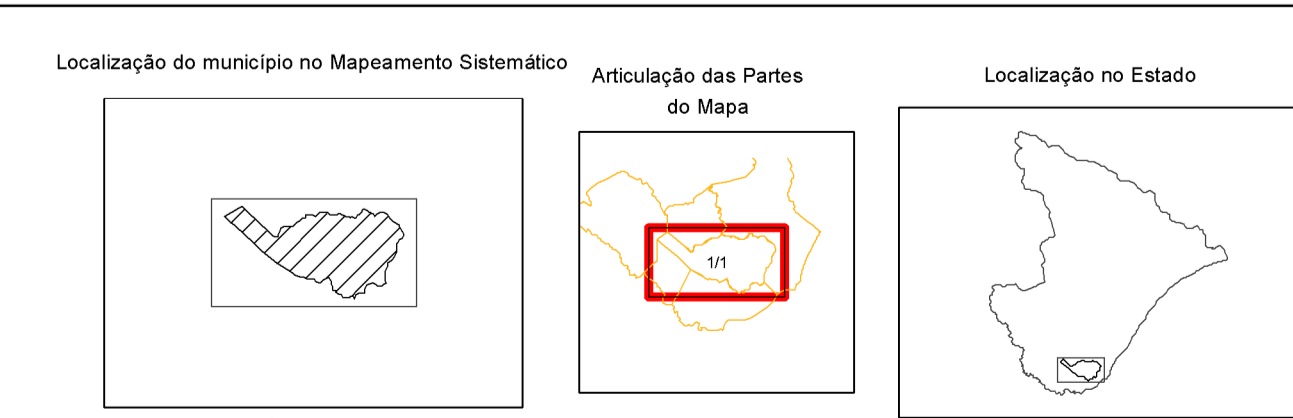 Localização do município no Mapeamento Sistemático
Articulação das Partes
do Mapa
Localização no Estado
1/1